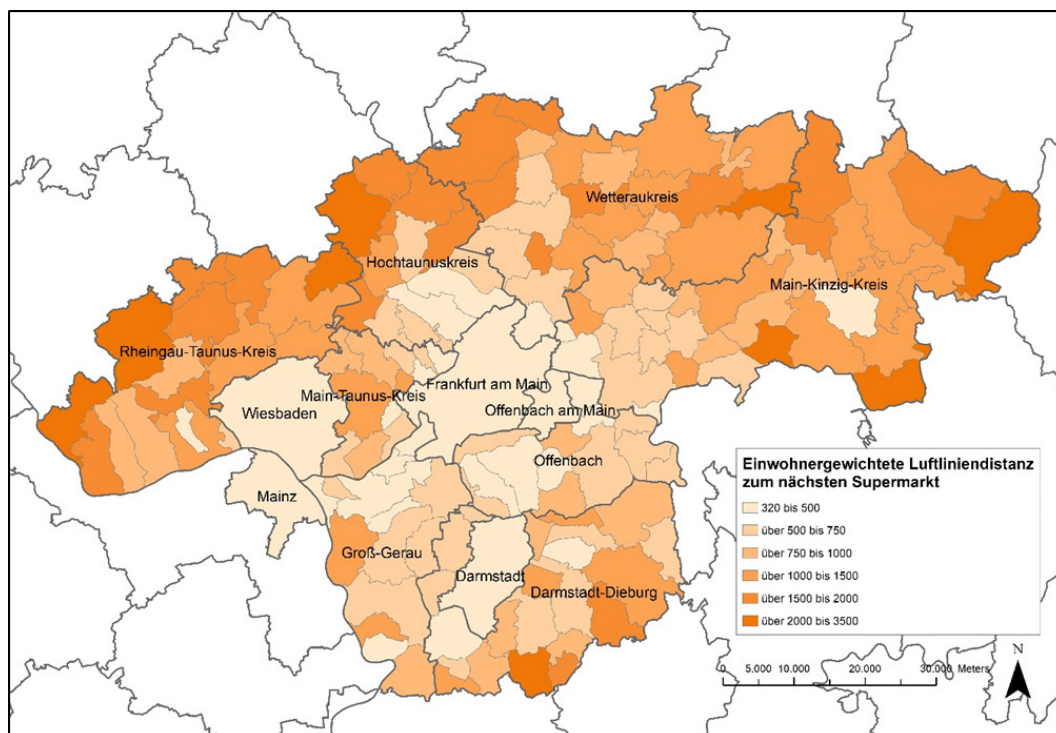 Wetteraukreis
Hochtaunuskreis
Main-Kinzig-Kreis
Rheingau-Taunus-Kreis
Frankfurt am Main
Main-Taunus-Kreis
Wiesbaden
Offenbach am Main
Offenbach
Mainz
Groß-Gerau
Darmstadt
Darmstadt-Dieburg
Einwohnergewichtete Luftliniendistanz
zum nächsten Supermarkt
320 bis 500
über 500 bis 750
über 750 bis 1000
über 1000 bis 1500
über 1500 bis 2000
über 2000 bis 3500
N
0 5.000 10.000 20.000 30.000 Meters